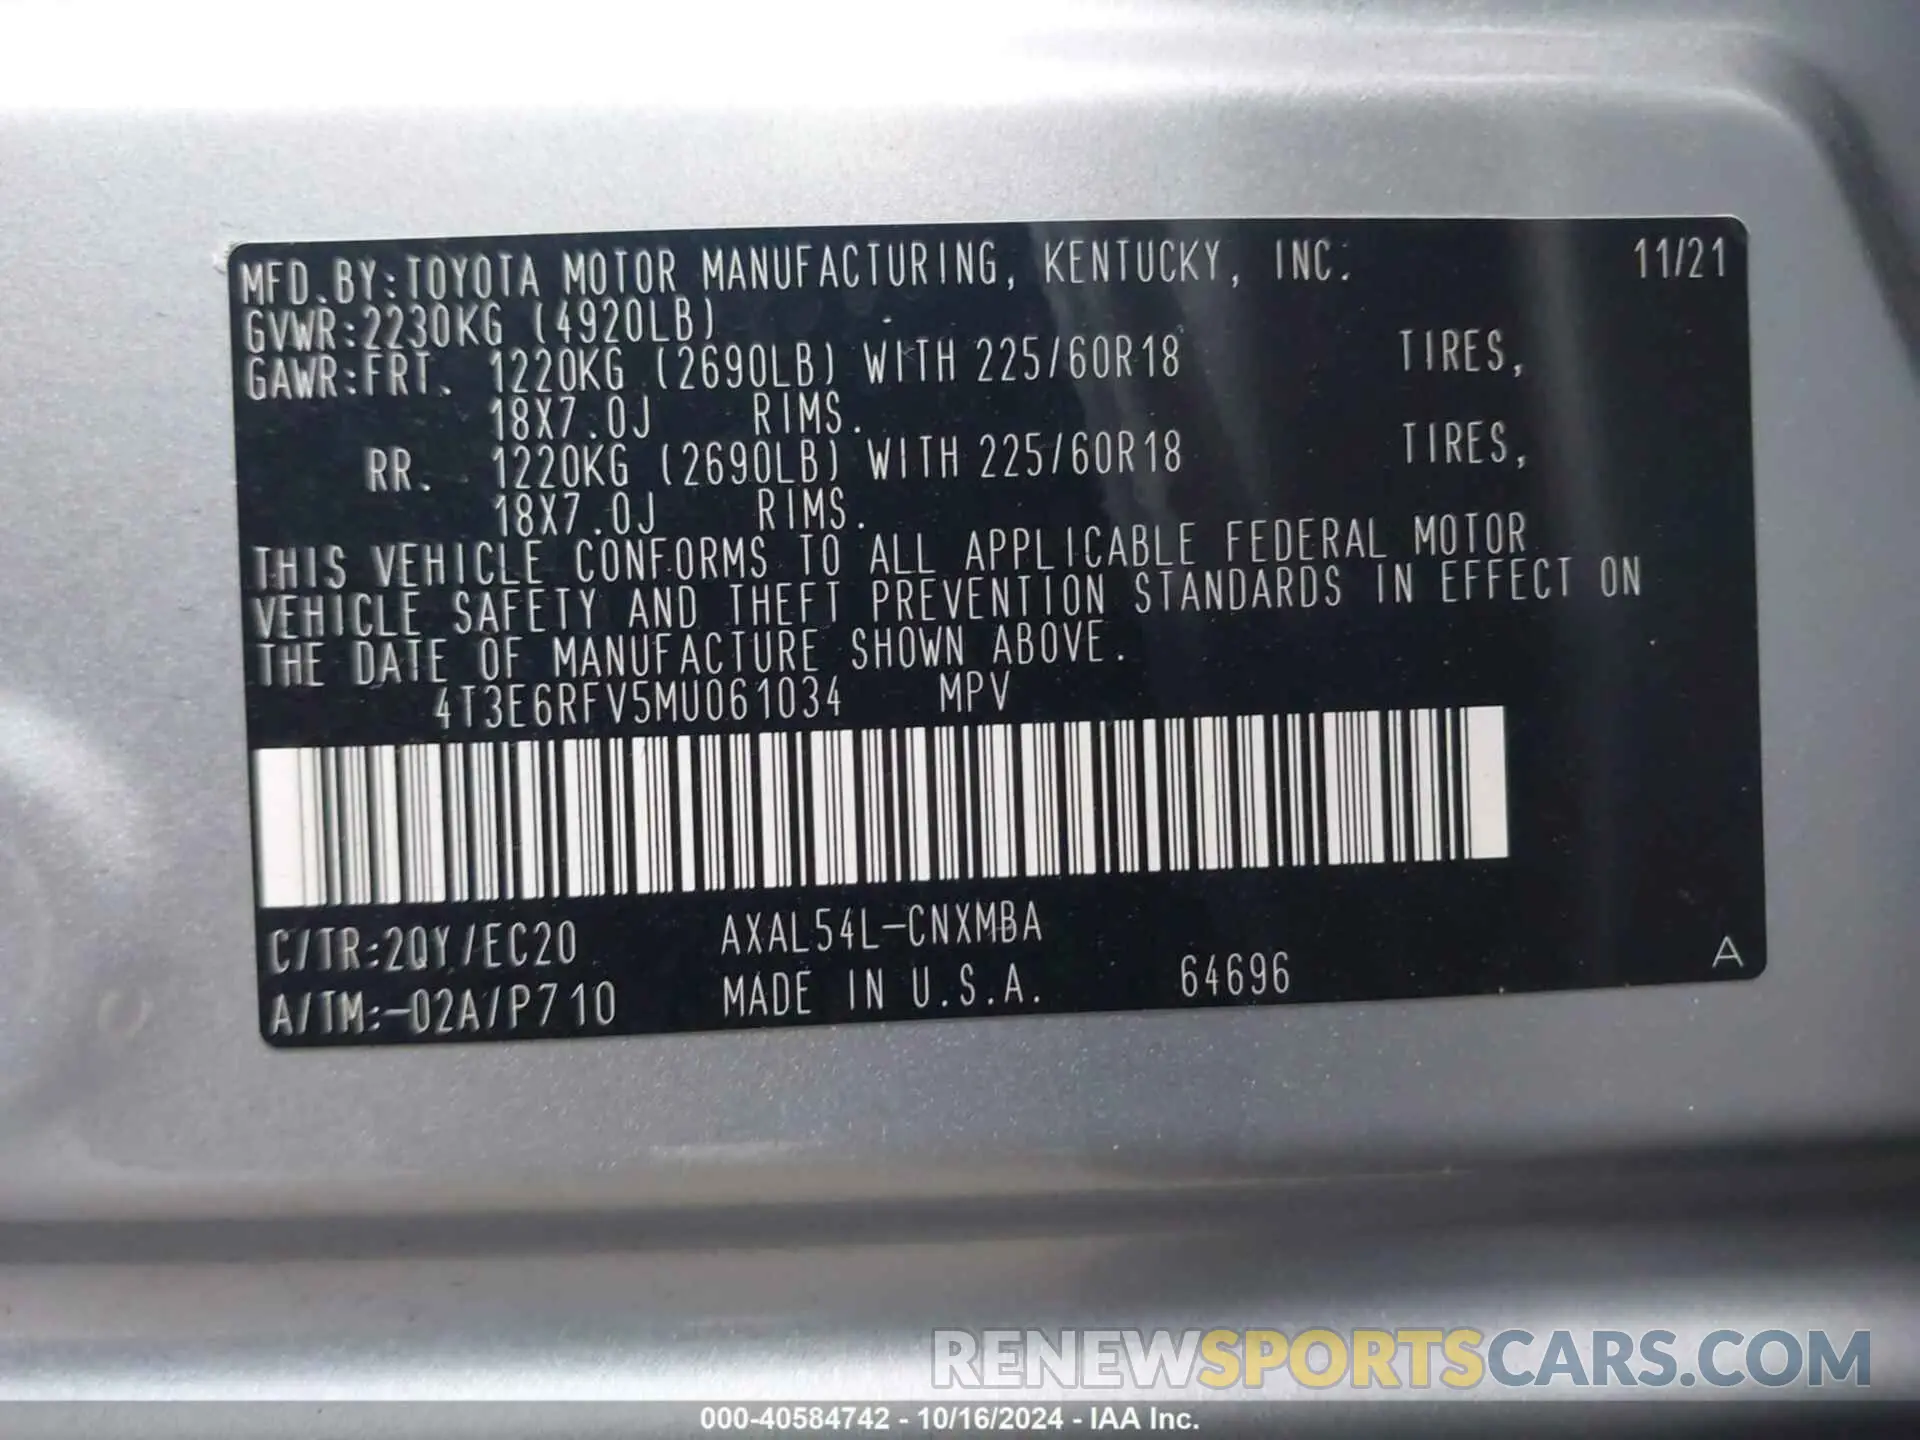 MFD.BY:TOYOTA MOTOR MANUFACTURING, KENTUCKY, INC. 11/21
GVWR:2230KG (4920LB)
GAWR:FRT. 1220KG (2690LB) WITH 225/60R18 TIRES,
18X7.0J RIMS.
RR. 1220KG (2690LB) WITH 225/60R18 TIRES,
18X7.0J RIMS.
THIS VEHICLE CONFORMS TO ALL APPLICABLE FEDERAL MOTOR
VEHICLE SAFETY AND THEFT PREVENTION STANDARDS IN EFFECT ON
THE DATE OF MANUFACTURE SHOWN ABOVE.
4T3E6RFV5MU061034 MPV
C/TR:2QY/EC20 AXAL54L-CNXMBA
A/TM:-02A/P710 MADE IN U.S.A. 64696 A
RENEWSPORTSCARS.COM
000-40584742 - 10/16/2024 - IAA Inc.